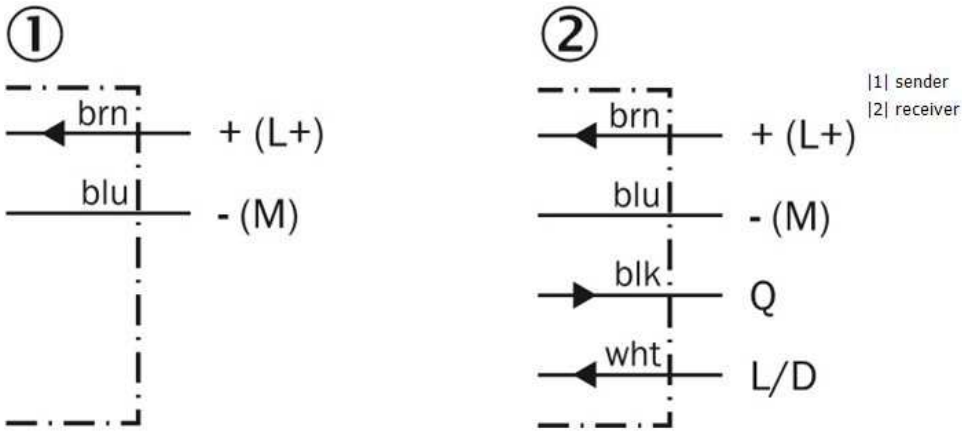 ①
brn
+ (L+)
blu
- (M)
②
brn
+ (L+)
blu
- (M)
blk
Q
wht
L/D
|1| sender
|2| receiver